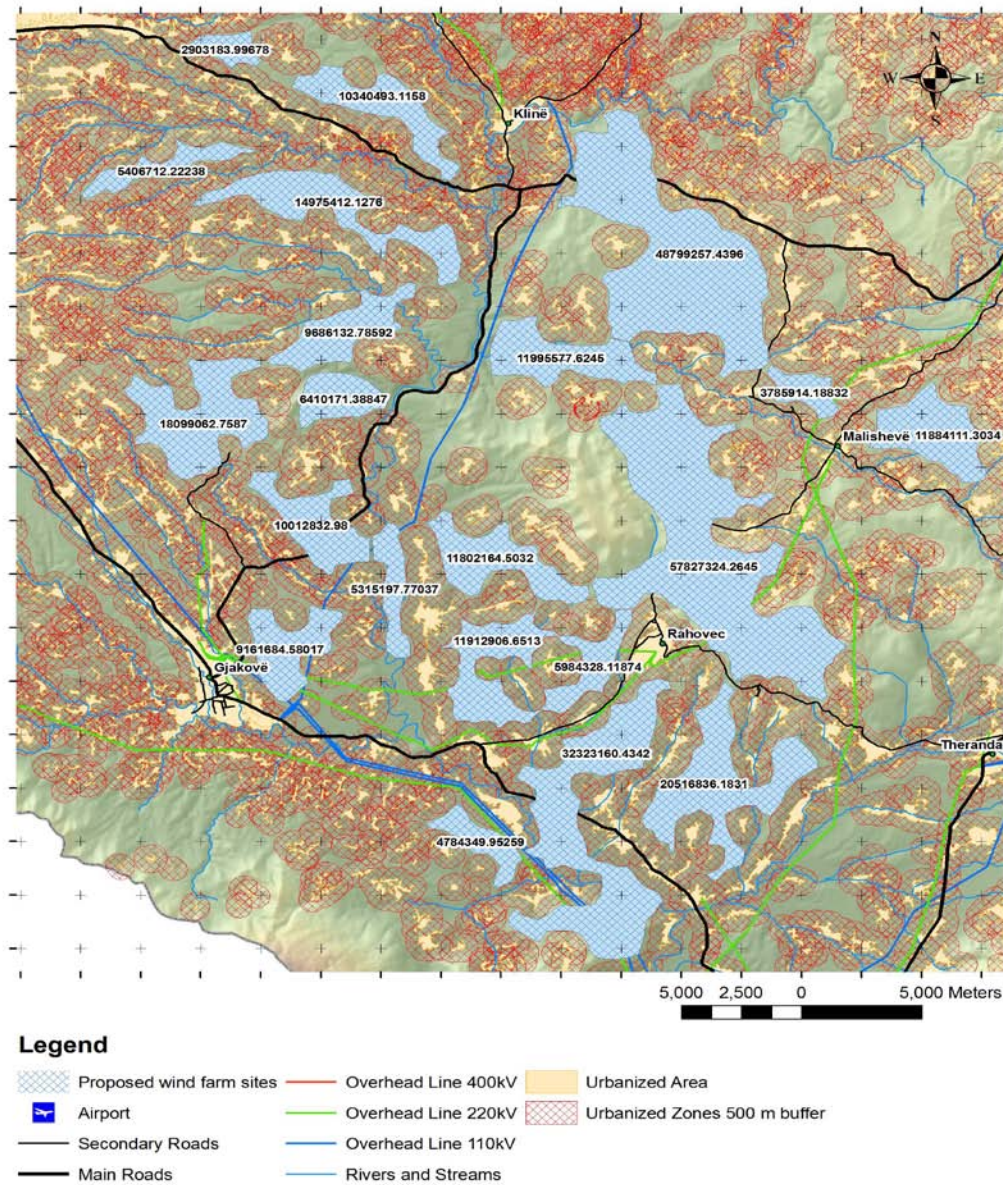 2903183.99678
N
W
E
S
10340493.1158
Klinë
5406712.22238
14975412.1276
48799257.4396
9686132.78592
11995577.6245
6410171.38847
3785914.18832
18099062.7587
Malishevë
11884111.3034
10012832.98
11802164.5032
57827324.2645
5315197.77037
11912906.6513
Rahovec
9161684.58017
5984328.11874
Gjakovë
32323160.4342
Theranda
20516836.1831
4784349.95259
5,000 2,500 0 5,000 Meters
Legend
Proposed wind farm sites
Airport
Secondary Roads
Main Roads
Overhead Line 400kV
Overhead Line 220kV
Overhead Line 110kV
Rivers and Streams
Urbanized Area
Urbanized Zones 500 m buffer